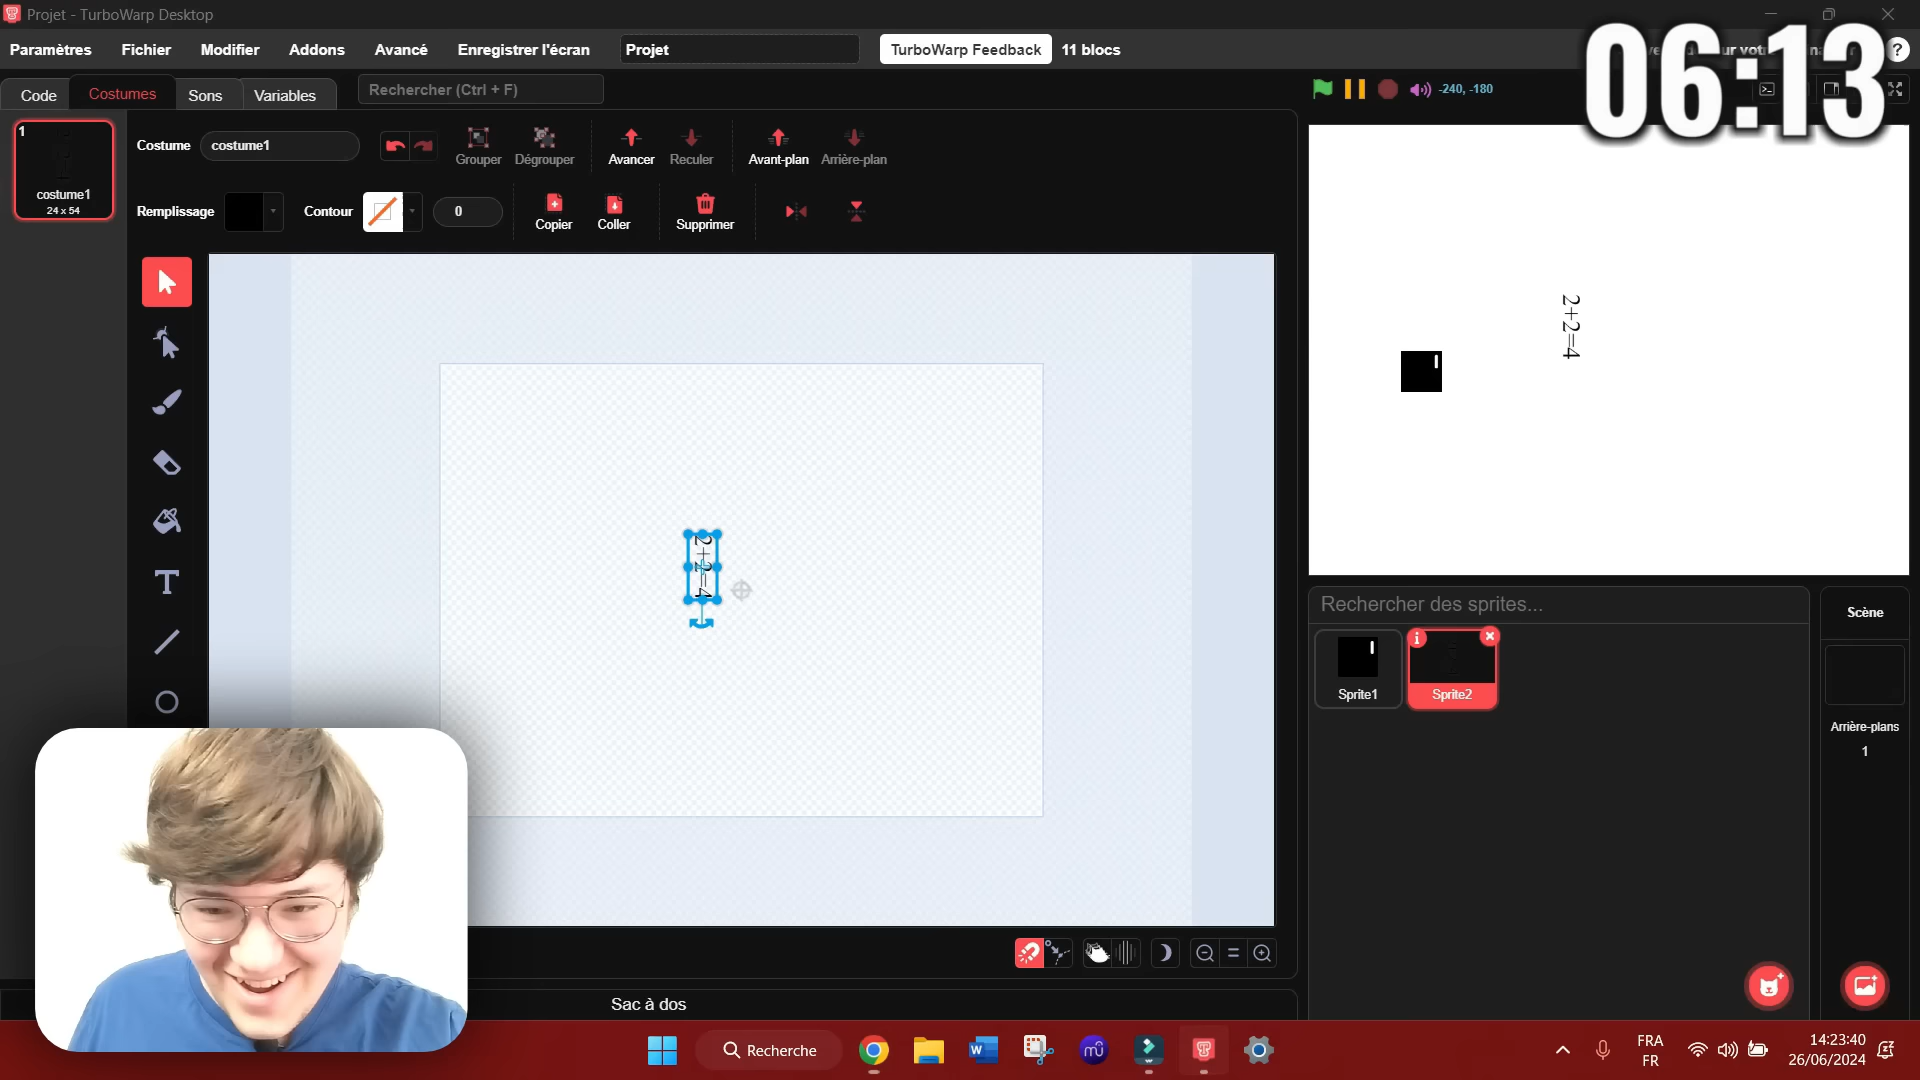 Projet - TurboWarp Desktop
Paramètres Fichier Modifier Addons Avancé Enregistrer l'écran Projet TurboWarp Feedback 11 blocs ?
06:13
Code Costumes Sons Variables Rechercher (Ctrl + F)
-240, -180
1
costume1
24 x 54
Costume costume1
Grouper Dégrouper Avancer Reculer Avant-plan Arrière-plan
Remplissage Contour 0 Copier Coller Supprimer
2+2=4
2+2=4
Rechercher des sprites...
Sprite1
Sprite2
Scène
Arrière-plans
1
Sac à dos
Recherche
FRA
FR
14:23:40
26/06/2024